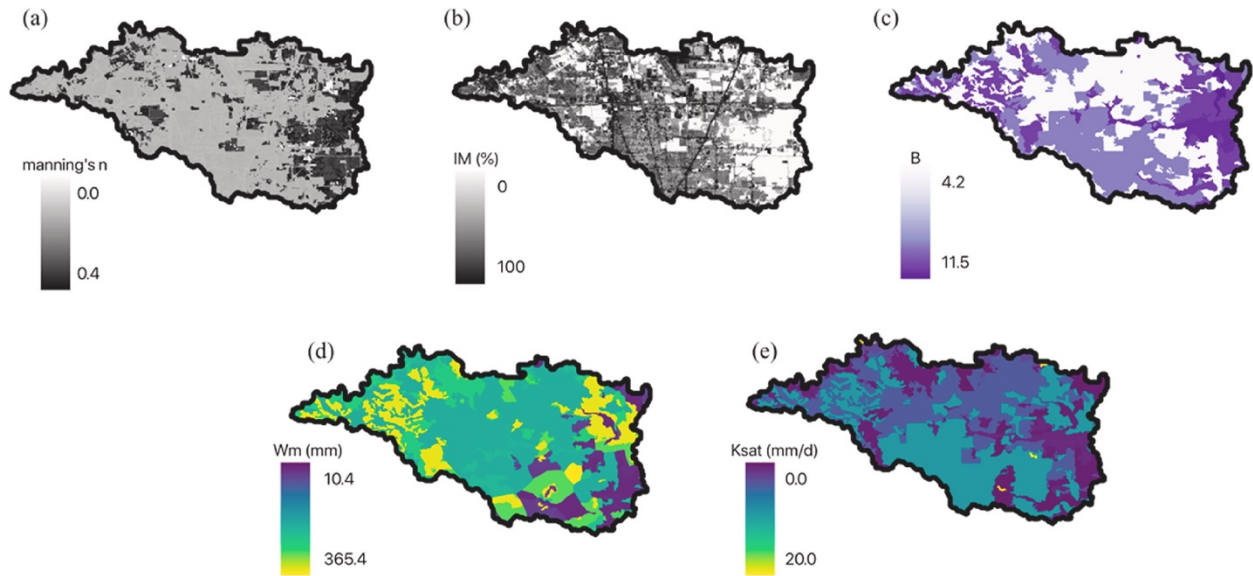 (a)
manning's n
0.0
0.4
(b)
IM (%)
0
100
(c)
B
4.2
11.5
(d)
Wm (mm)
10.4
365.4
(e)
Ksat (mm/d)
0.0
20.0